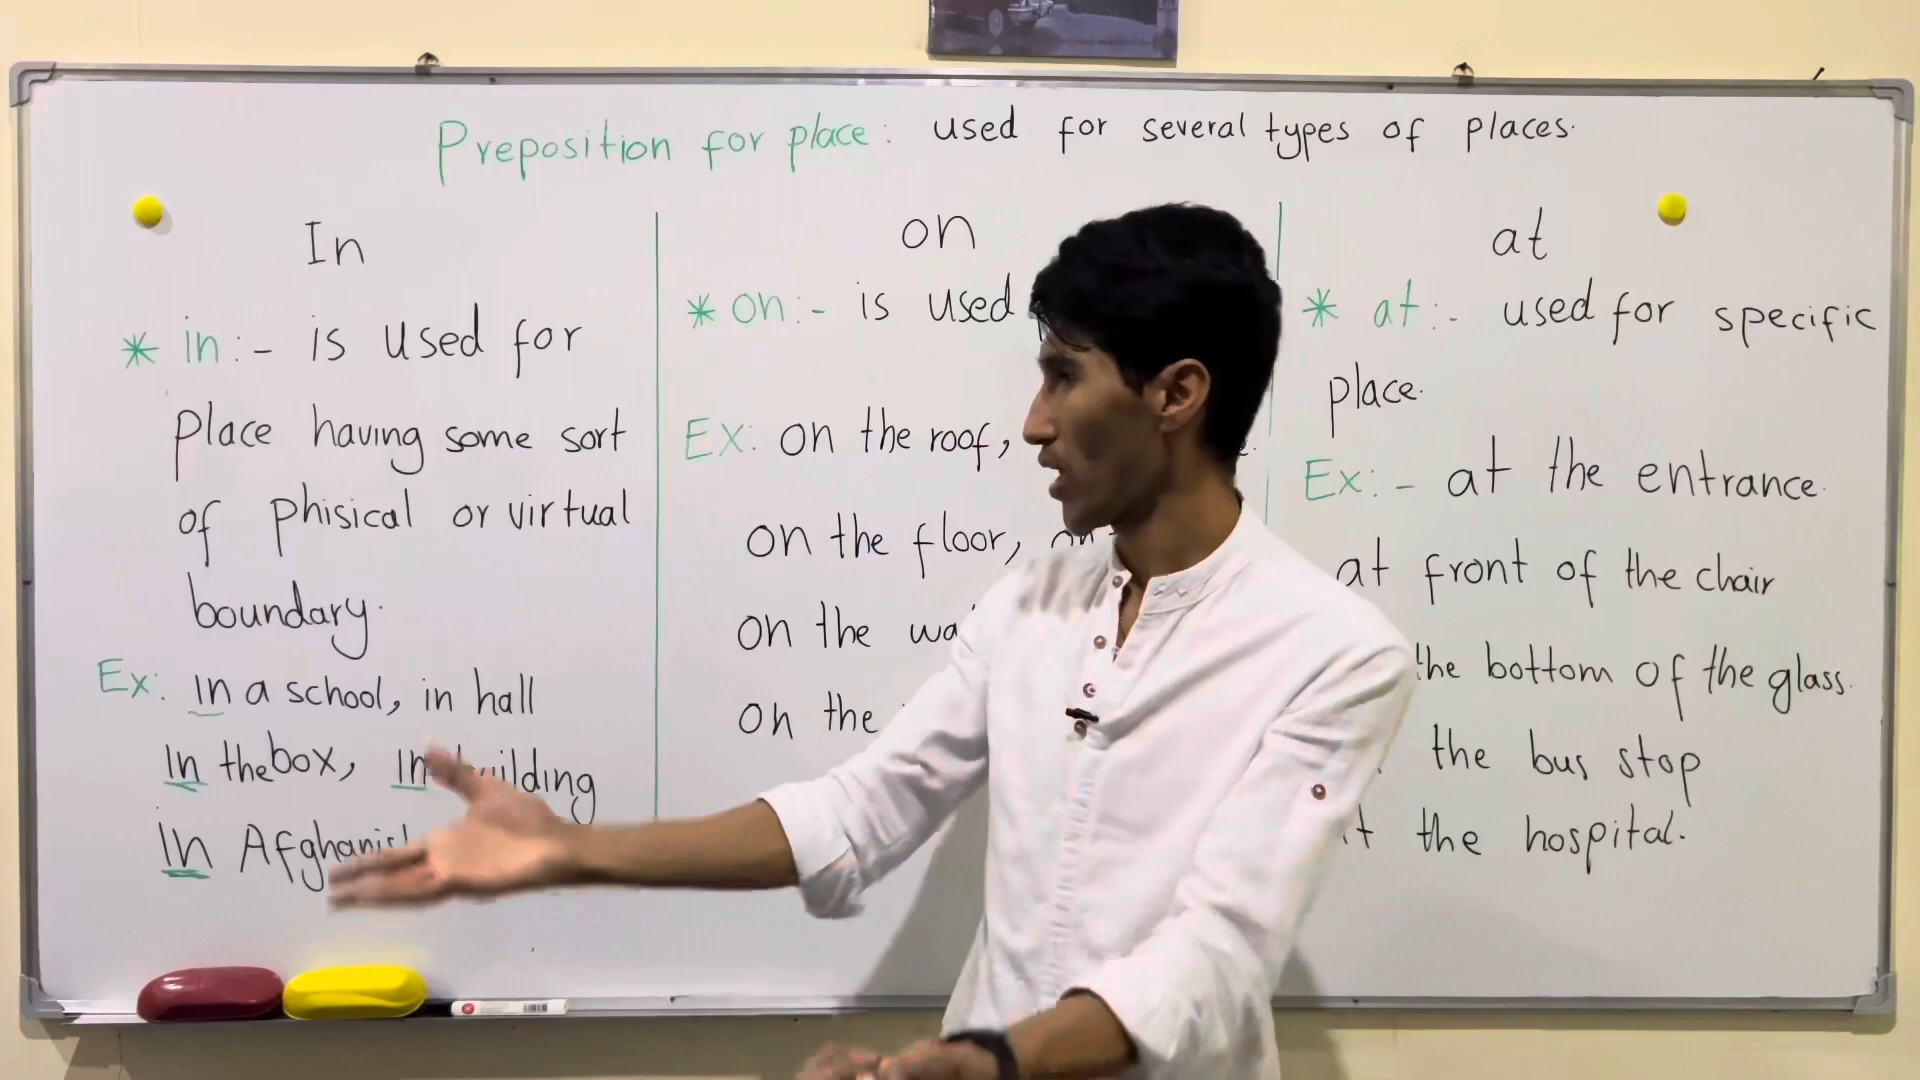 Preposition for place: used for several types of places.
In
* in:- is used for
place having some sort
of phisical or virtual
boundary.
Ex: in a school, in hall
In the box, in building
In
on
* on:- is used
Ex: on the roof,
on the floor, on
on the
on the
at
* at:- used for specific
place.
Ex:- at the entrance.
at front of the chair
the bottom of the glass.
the bus stop
the hospital.